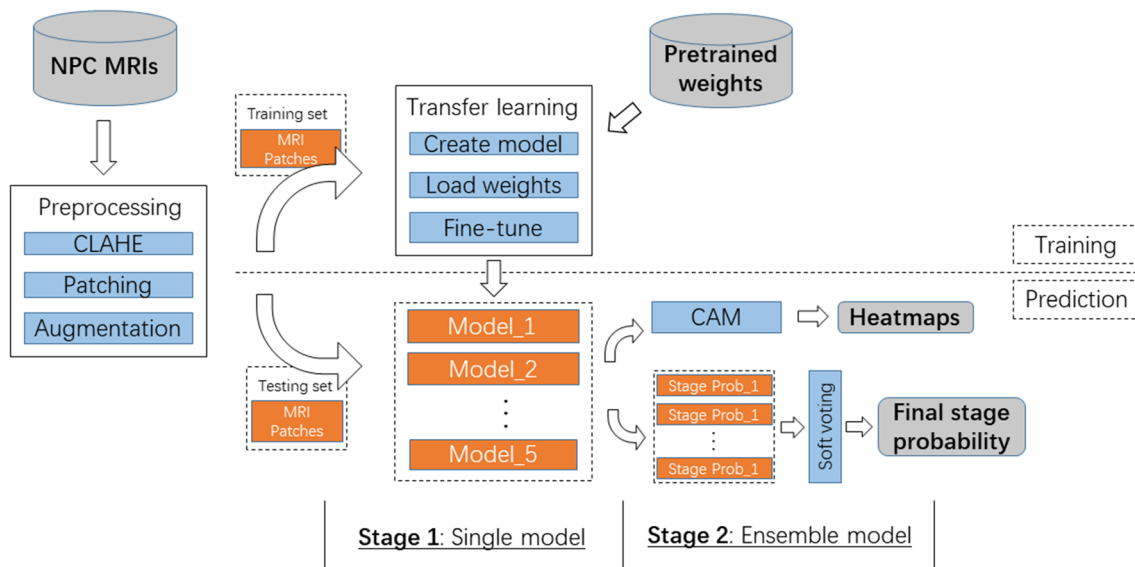 NPC MRIs
Preprocessing
CLAHE
Patching
Augmentation
Training set
MRI
Patches
Testing set
MRI
Patches
Transfer learning
Create model
Load weights
Fine-tune
Pretrained
weights
Training
Prediction
Model_1
Model_2
⋮
Model_5
CAM
Heatmaps
Stage Prob_1
Stage Prob_1
⋮
Stage Prob_1
Soft voting
Final stage
probability
Stage 1: Single model
Stage 2: Ensemble model